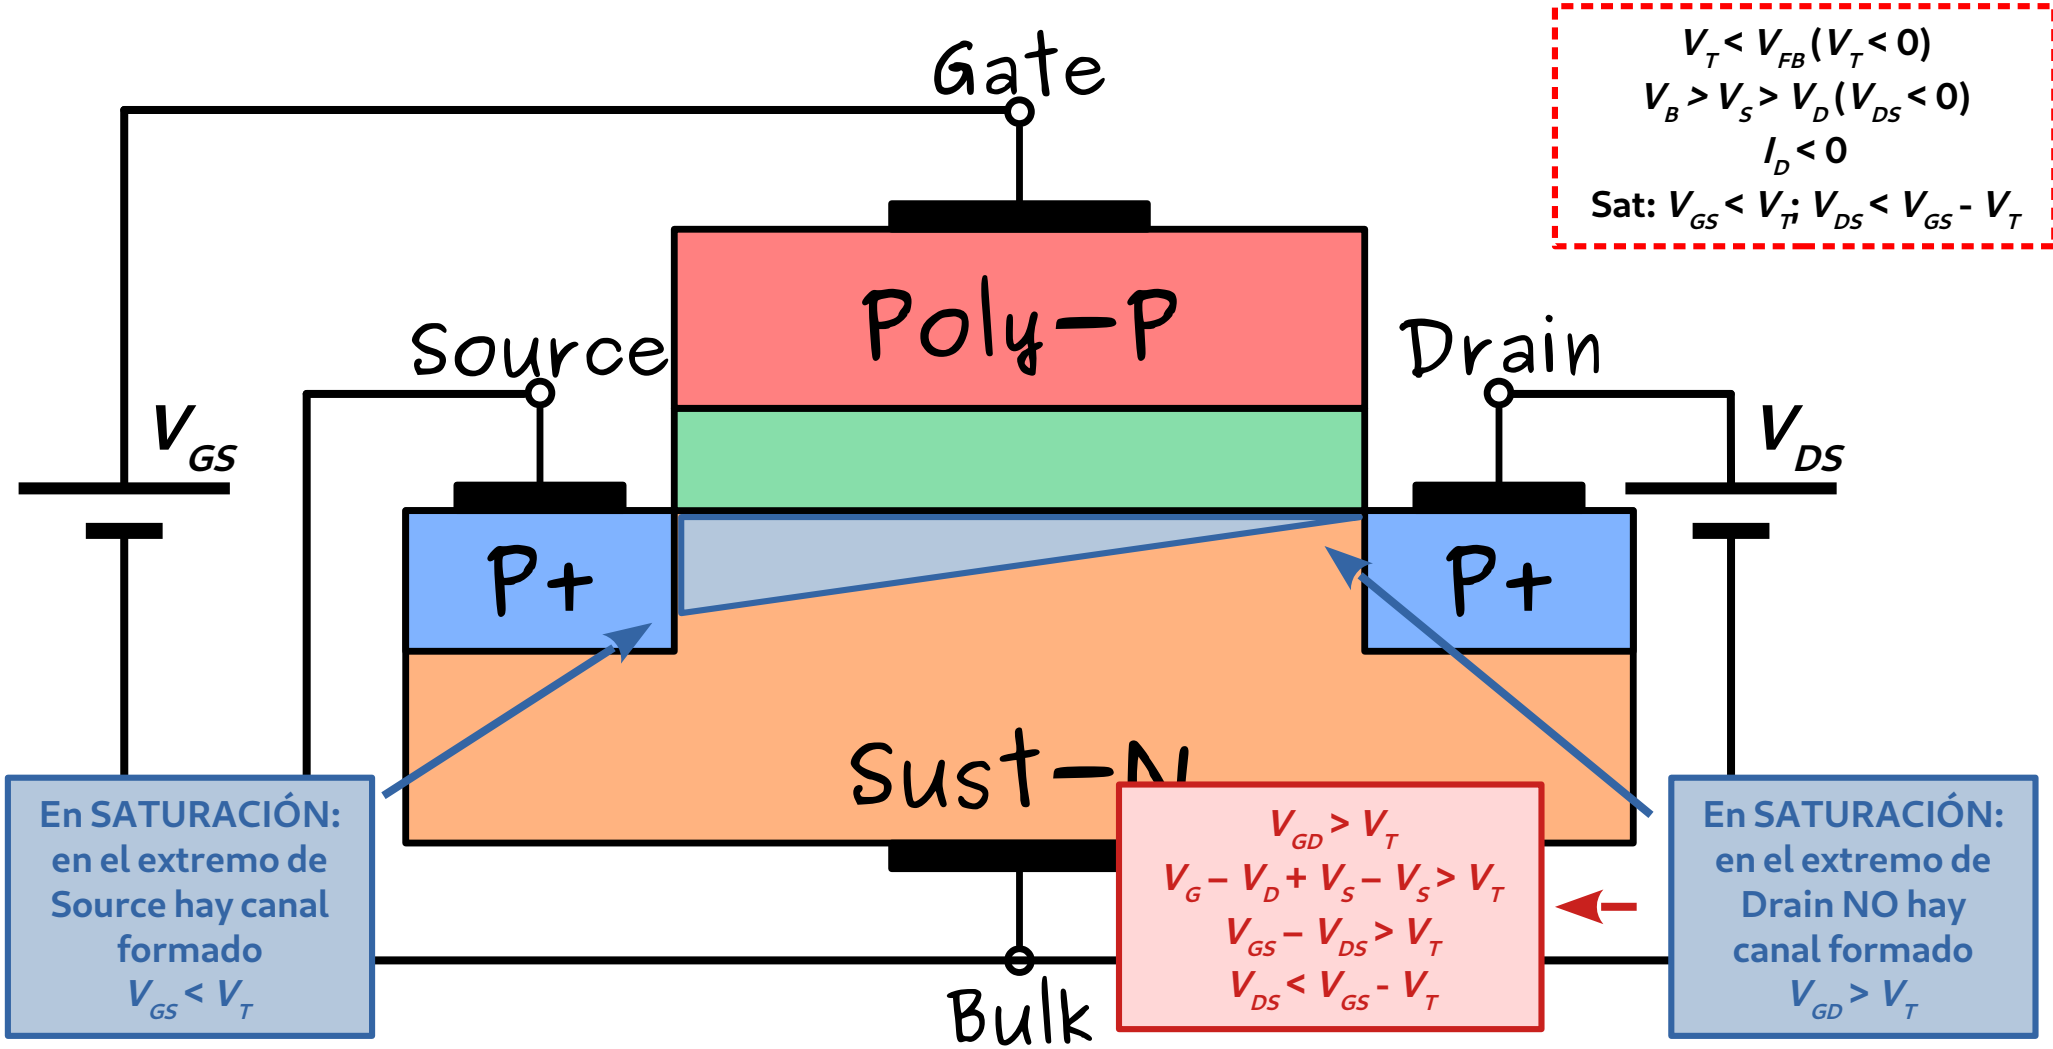 Gate
V_T < V_FB (V_T < 0)
V_B > V_S > V_D (V_DS < 0)
I_D < 0
Sat: V_GS < V_T; V_DS < V_GS - V_T
Poly-P
Source
Drain
V_GS
V_DS
P+
P+
Sust-N
En SATURACIÓN:
en el extremo de
Source hay canal
formado
V_GS < V_T
V_GD > V_T
V_G – V_D + V_S – V_S > V_T
V_GS – V_DS > V_T
V_DS < V_GS - V_T
En SATURACIÓN:
en el extremo de
Drain NO hay
canal formado
V_GD > V_T
Bulk